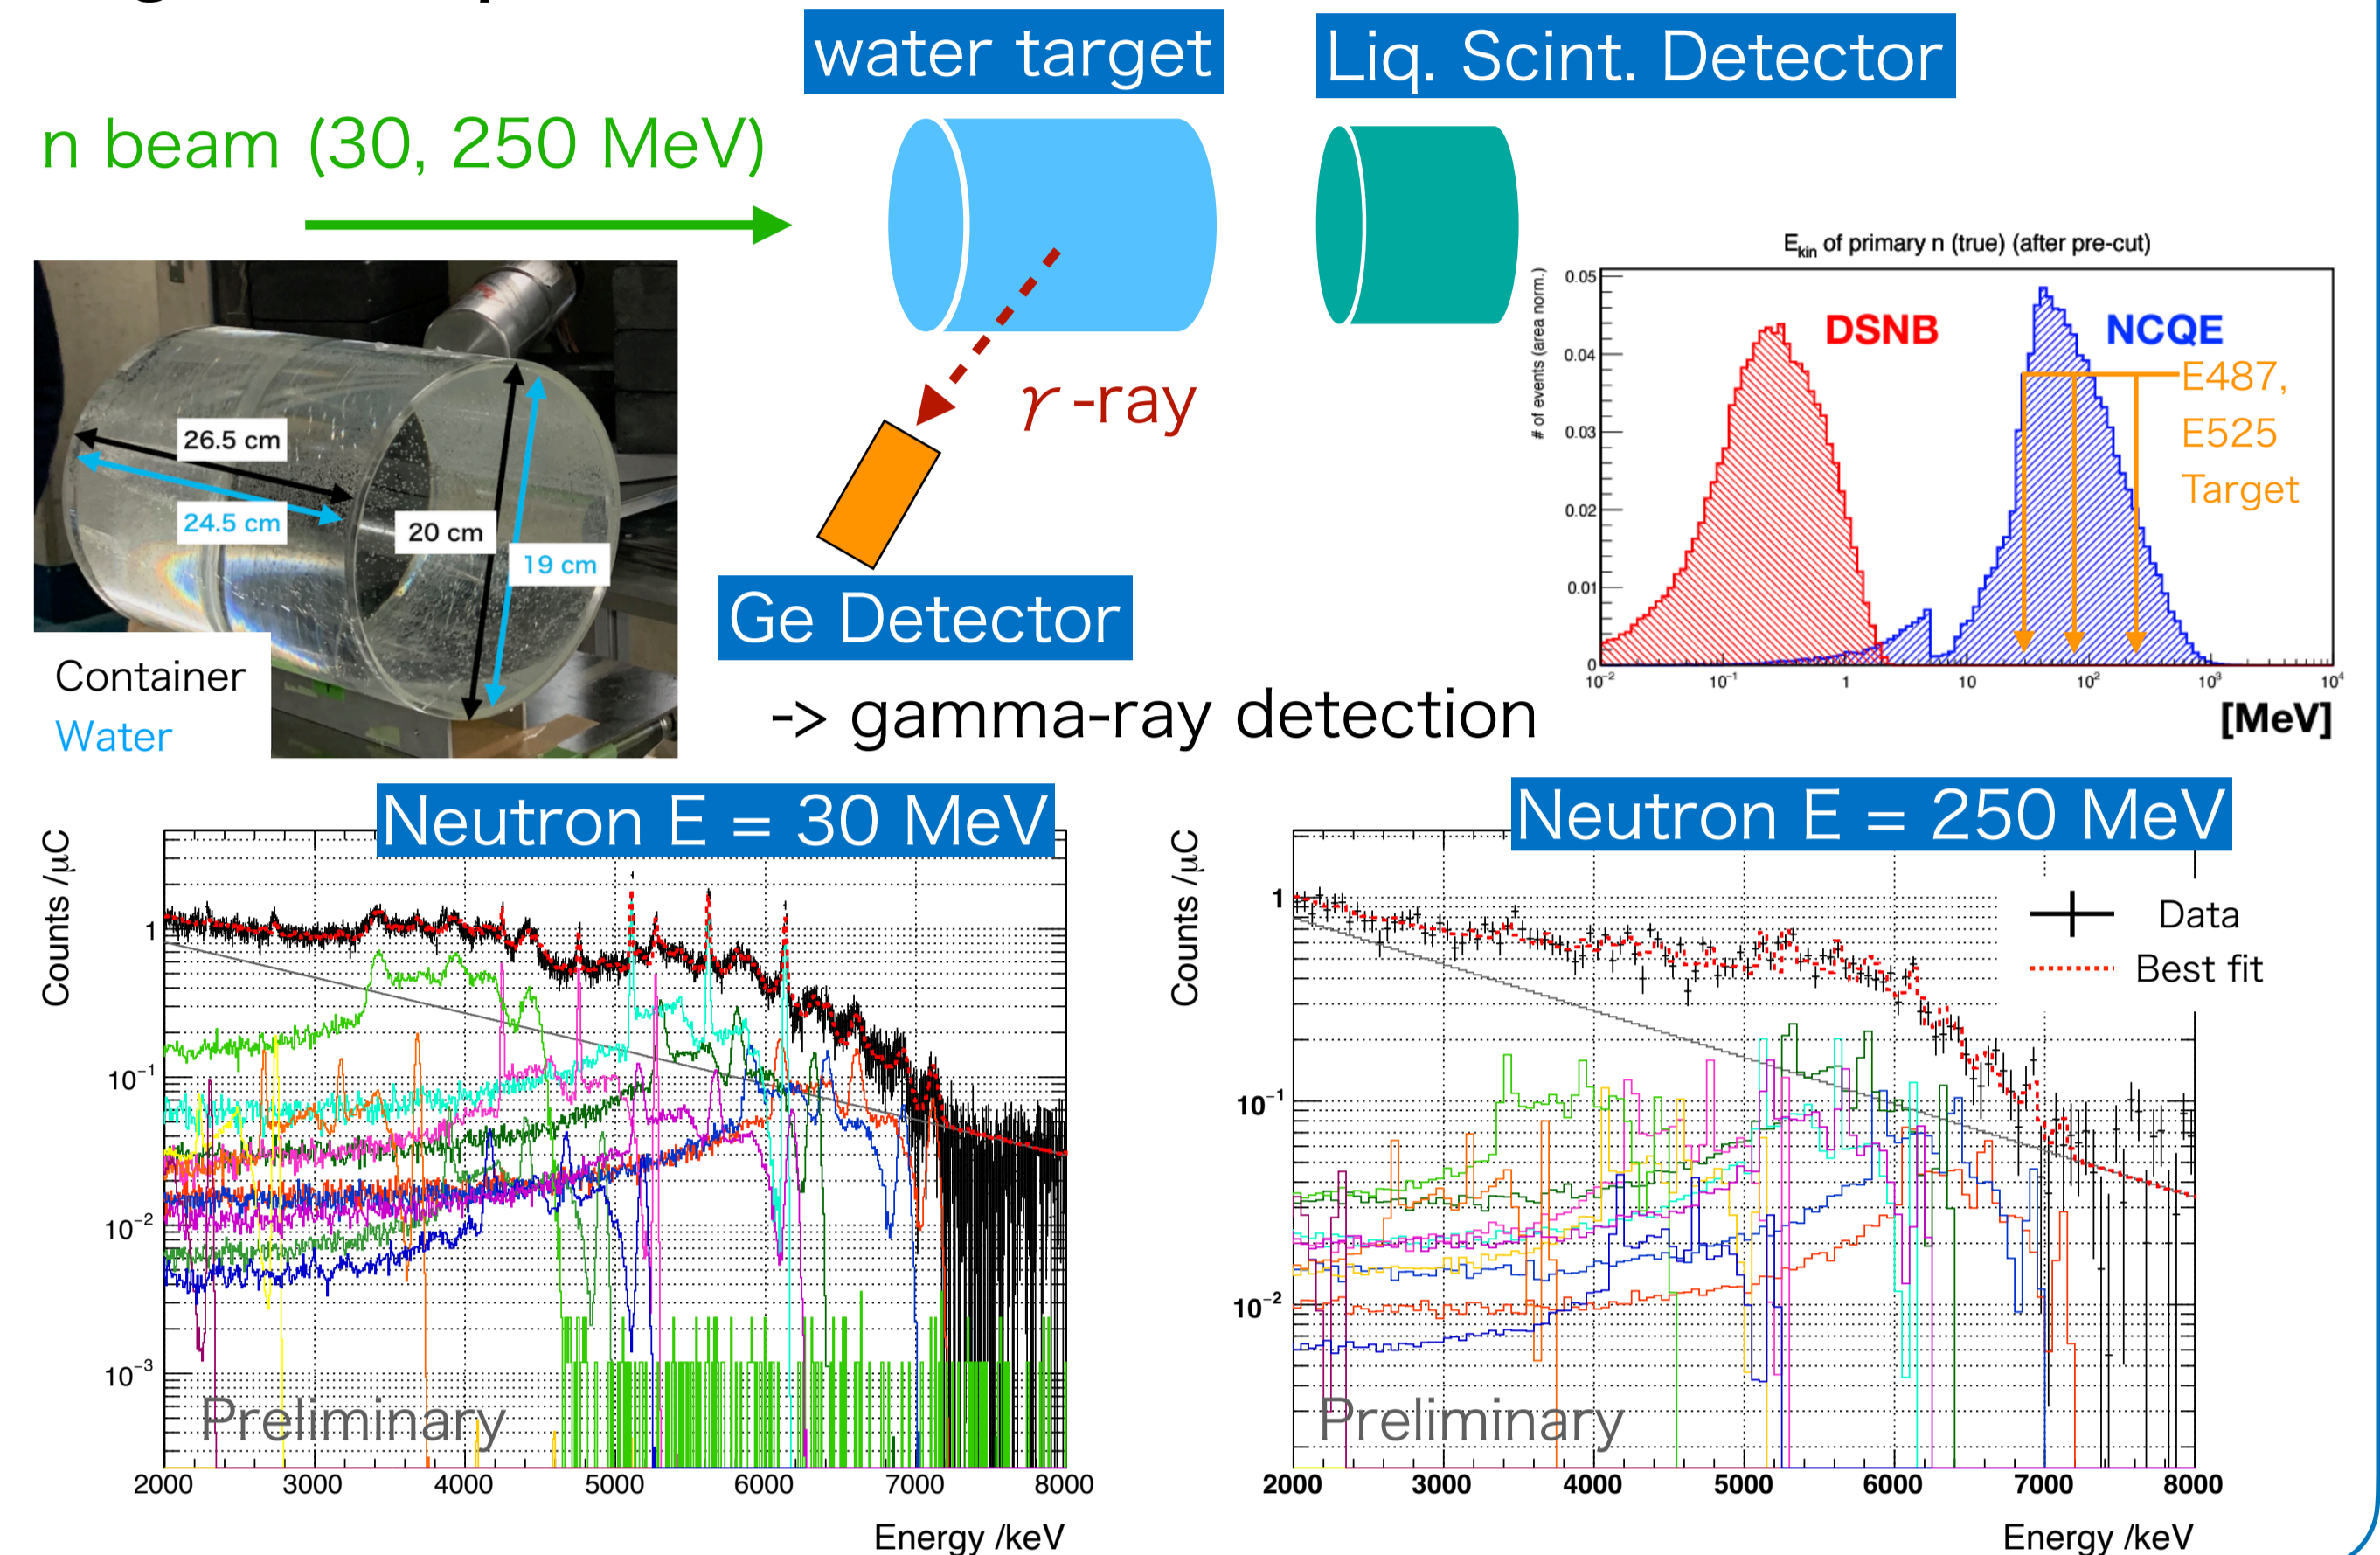 water target
Liq. Scint. Detector
n beam (30, 250 MeV)
γ-ray
26.5 cm
24.5 cm
20 cm
19 cm
Container
Water
Ge Detector
-> gamma-ray detection
E_kin of primary n (true) (after pre-cut)
# of events (area norm.)
0.05
0.04
0.03
0.02
0.01
0
DSNB
NCQE
E487,
E525
Target
10⁻² 10⁻¹ 1 10 10² 10³ 10⁴
[MeV]
Neutron E = 30 MeV
Counts /μC
1
10⁻¹
10⁻²
10⁻³
Preliminary
2000 3000 4000 5000 6000 7000 8000
Energy /keV
Neutron E = 250 MeV
Counts /μC
1
10⁻¹
10⁻²
Data
Best fit
Preliminary
2000 3000 4000 5000 6000 7000 8000
Energy /keV